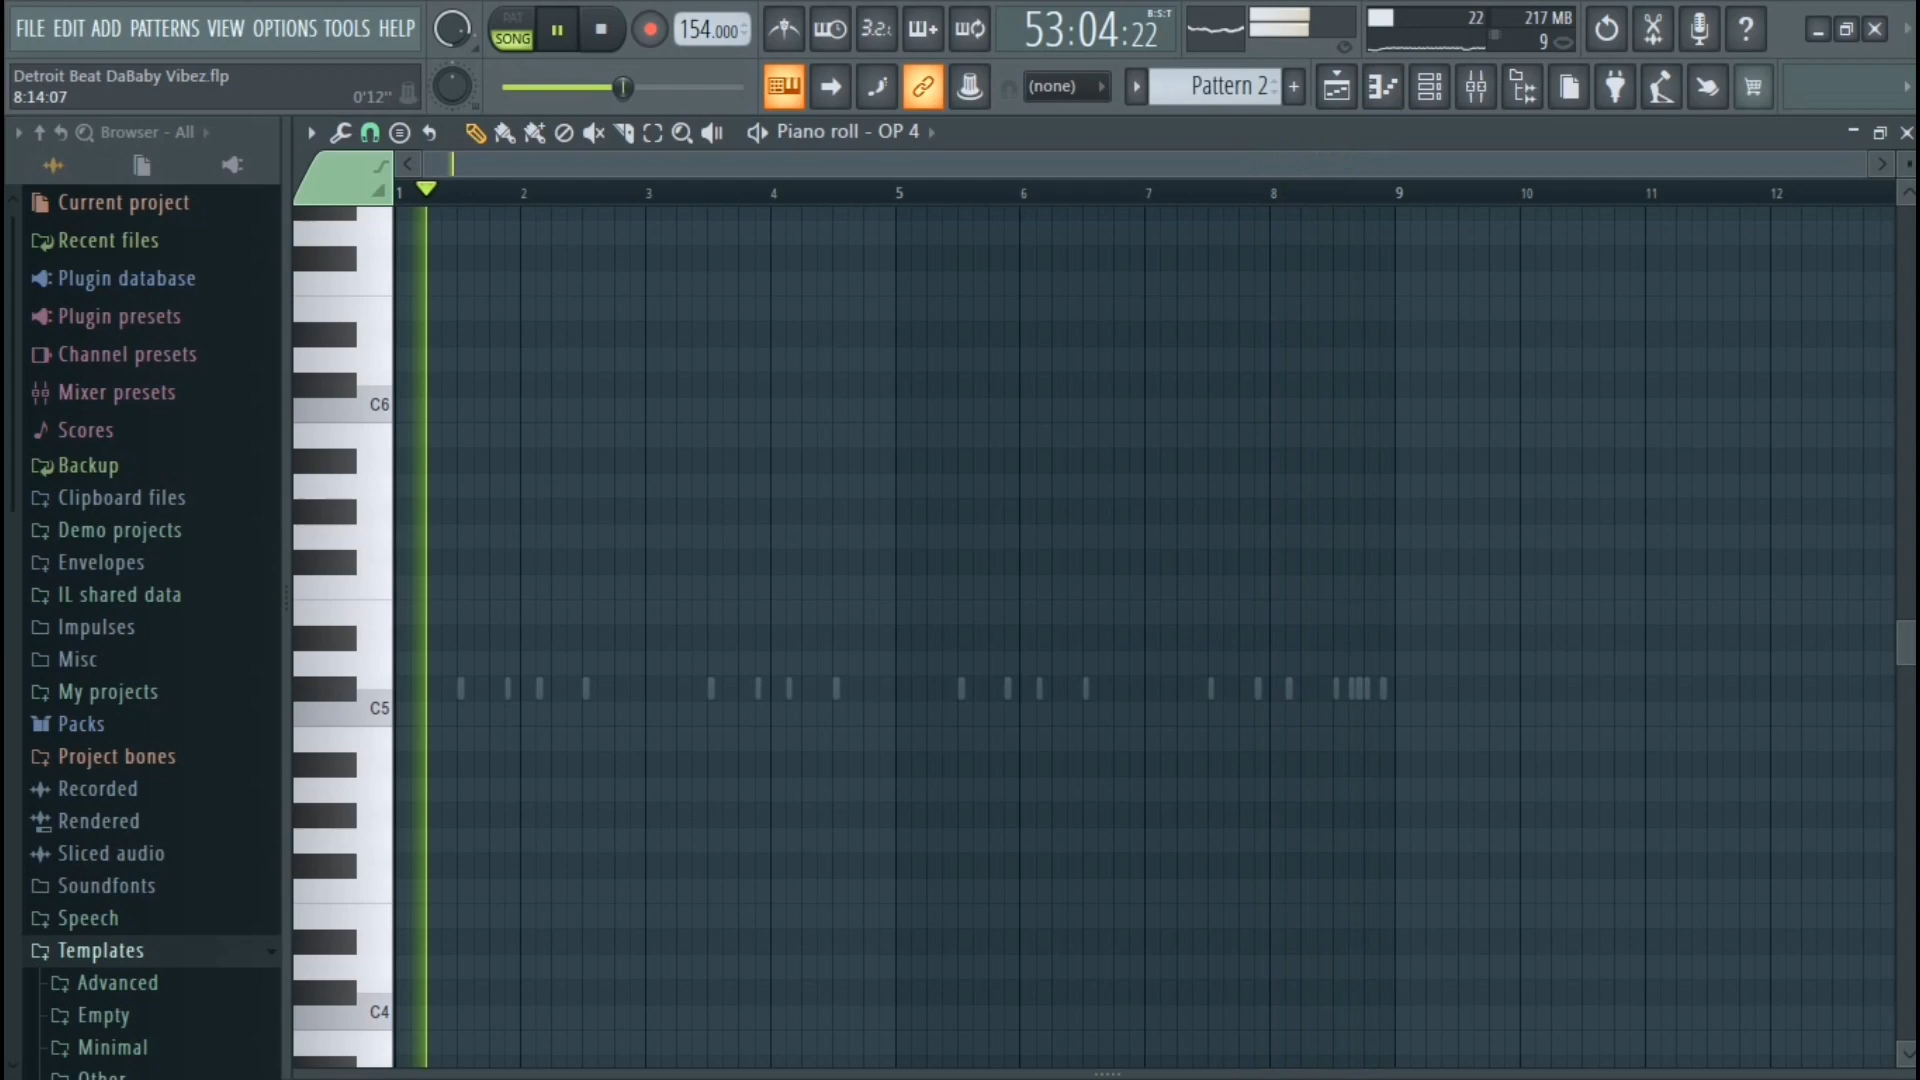 FILE EDIT ADD PATTERNS VIEW OPTIONS TOOLS HELP
PAT
SONG
154.000
3.2.
53:04:22
B:S:T
22
217 MB
9
?
Detroit Beat DaBaby Vibez.flp
8:14:07
0'12"
(none)
Pattern 2
+
Browser - All
Piano roll - OP 4
1 2 3 4 5 6 7 8 9 10 11 12
Current project
Recent files
Plugin database
Plugin presets
Channel presets
Mixer presets
Scores
Backup
Clipboard files
Demo projects
Envelopes
IL shared data
Impulses
Misc
My projects
Packs
Project bones
Recorded
Rendered
Sliced audio
Soundfonts
Speech
Templates
Advanced
Empty
Minimal
Other
C6
C5
C4